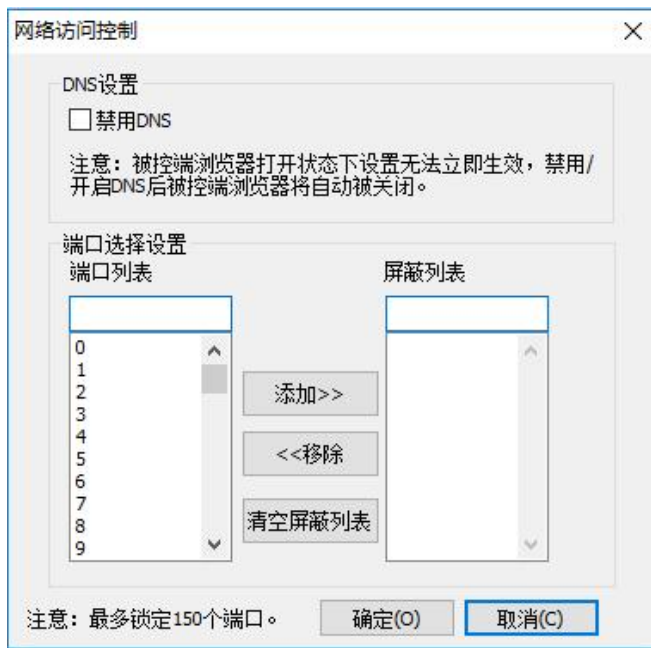 网络访问控制
DNS设置
禁用DNS
注意：被控端浏览器打开状态下设置无法立即生效，禁用/
开启DNS后被控端浏览器将自动被关闭。
端口选择设置
端口列表
屏蔽列表
0
1
2
3
4
5
6
7
8
9
添加>>
<<移除
清空屏蔽列表
注意：最多锁定150个端口。
确定(O)
取消(C)